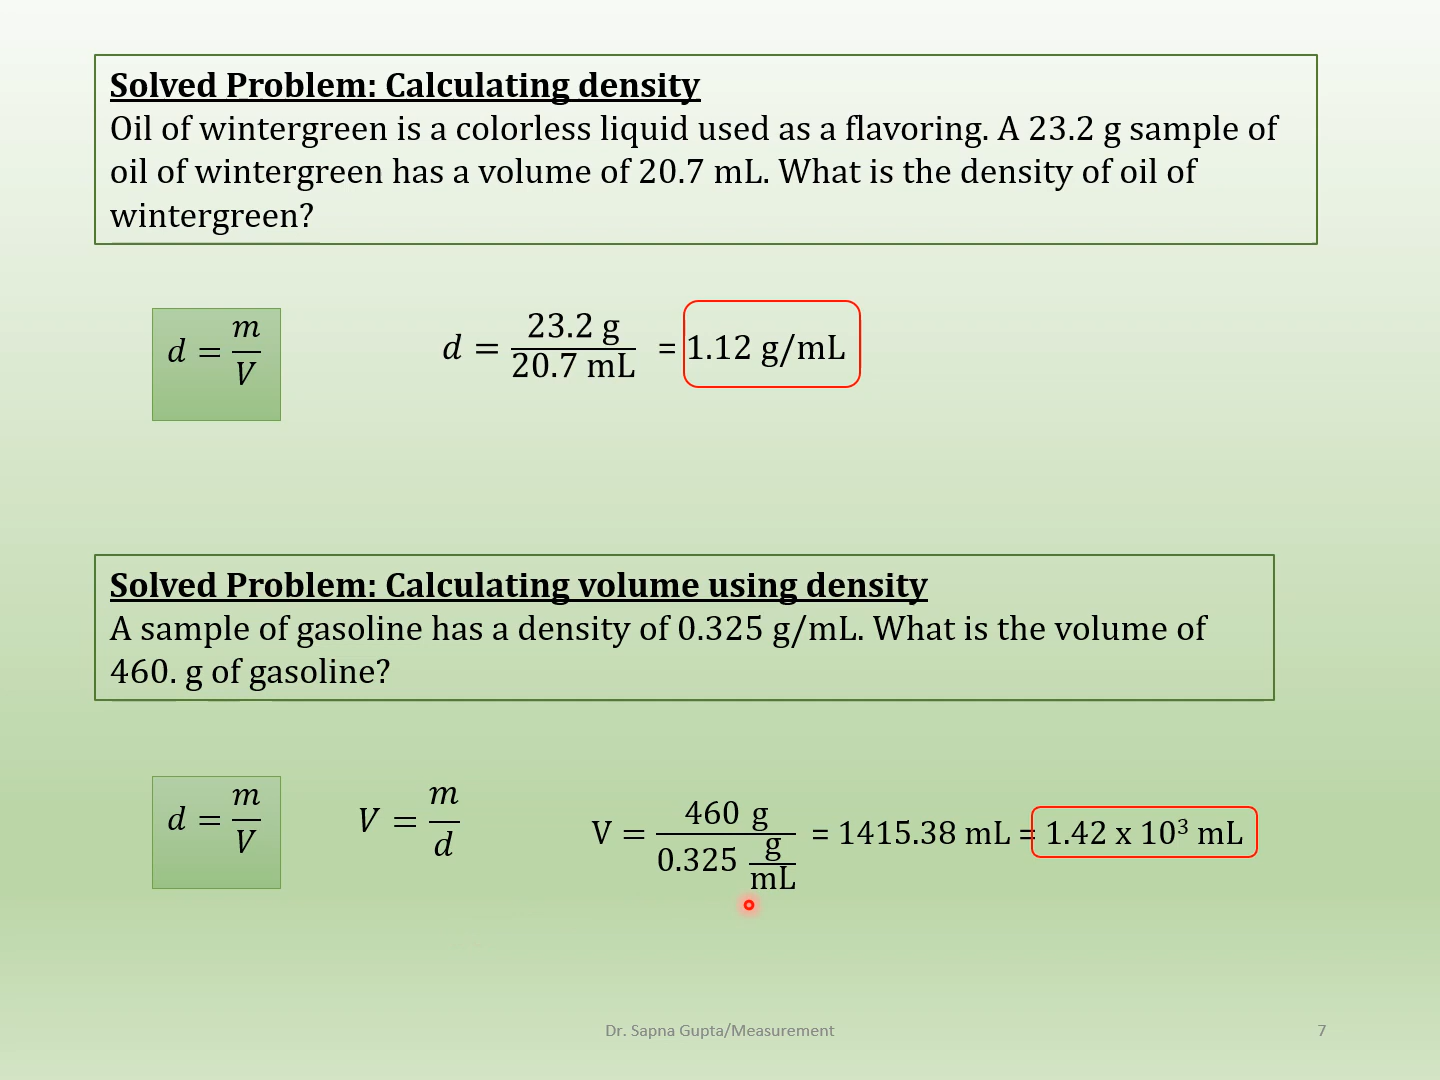 Solved Problem: Calculating density
Oil of wintergreen is a colorless liquid used as a flavoring. A 23.2 g sample of
oil of wintergreen has a volume of 20.7 mL. What is the density of oil of
wintergreen?
d = m/V
d = 23.2 g/20.7 mL = 1.12 g/mL
Solved Problem: Calculating volume using density
A sample of gasoline has a density of 0.325 g/mL. What is the volume of
460. g of gasoline?
d = m/V
V = m/d
V = 460 g/0.325 g/mL = 1415.38 mL = 1.42 x 10³ mL
Dr. Sapna Gupta/Measurement
7